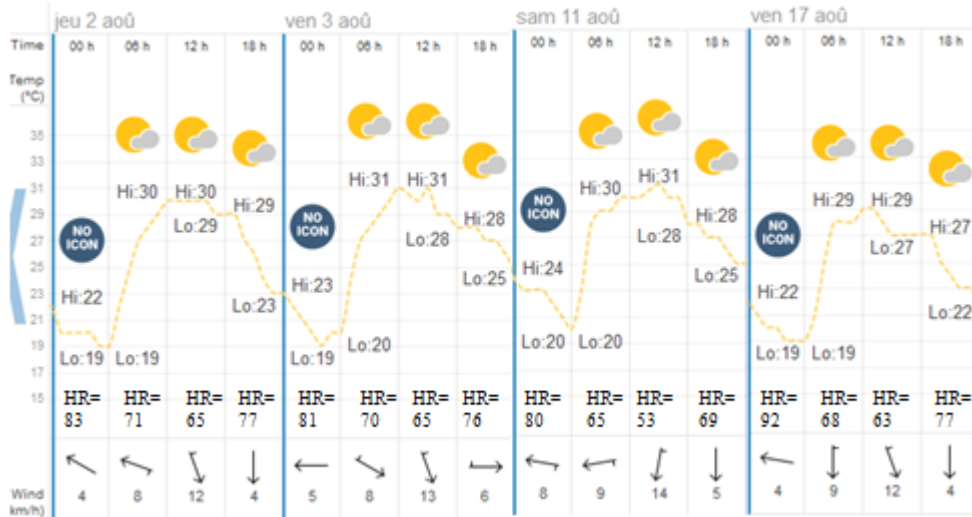 jeu 2 aoû ven 3 aoû sam 11 aoû ven 17 aoû
Time 00 h 06 h 12 h 18 h 00 h 06 h 12 h 18 h 00 h 06 h 12 h 18 h 00 h 06 h 12 h 18 h
Temp
(°C)
35
33
31
29
27
25
23
21
19
17
15
Hi:22 Hi:30 Hi:30 Hi:29 Hi:23 Hi:31 Hi:31 Hi:28 Hi:24 Hi:30 Hi:31 Hi:28 Hi:22 Hi:29 Hi:29 Hi:27
NO
ICON
NO
ICON
NO
ICON
NO
ICON
Lo:19 Lo:19 Lo:29 Lo:23 Lo:19 Lo:20 Lo:28 Lo:25 Lo:20 Lo:20 Lo:28 Lo:25 Lo:19 Lo:19 Lo:27 Lo:22
HR= HR= HR= HR= HR= HR= HR= HR= HR= HR= HR= HR= HR= HR= HR= HR=
83 71 65 77 81 70 65 76 80 65 53 69 92 68 63 77
Wind 4 8 12 4 5 8 13 6 8 9 14 5 4 9 12 4
km/h)